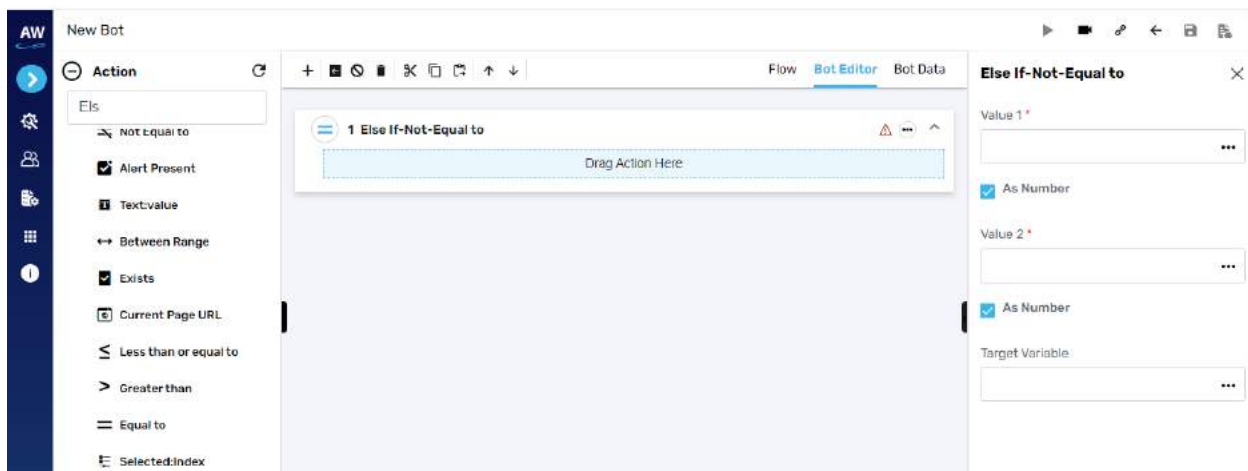 AW
New Bot
Action
Els
Not Equal to
Alert Present
Text:value
Between Range
Exists
Current Page URL
Less than or equal to
Greater than
Equal to
Selected:Index
Flow Bot Editor Bot Data
1 Else If-Not-Equal to
Drag Action Here
Else If-Not-Equal to
Value 1 *
As Number
Value 2 *
As Number
Target Variable